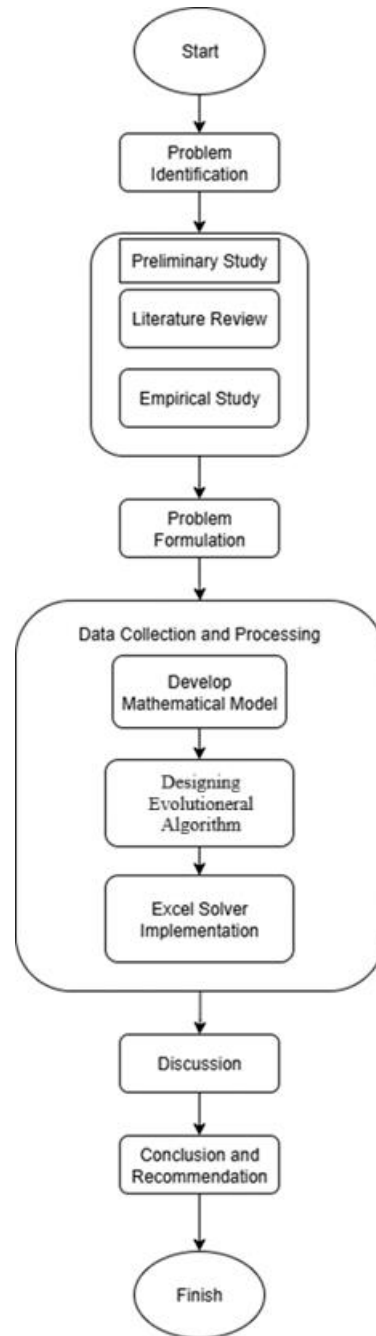 Start
Problem
Identification
Preliminary Study
Literature Review
Empirical Study
Problem
Formulation
Data Collection and Processing
Develop
Mathematical Model
Designing
Evolutioneral
Algorithm
Excel Solver
Implementation
Discussion
Conclusion and
Recommendation
Finish